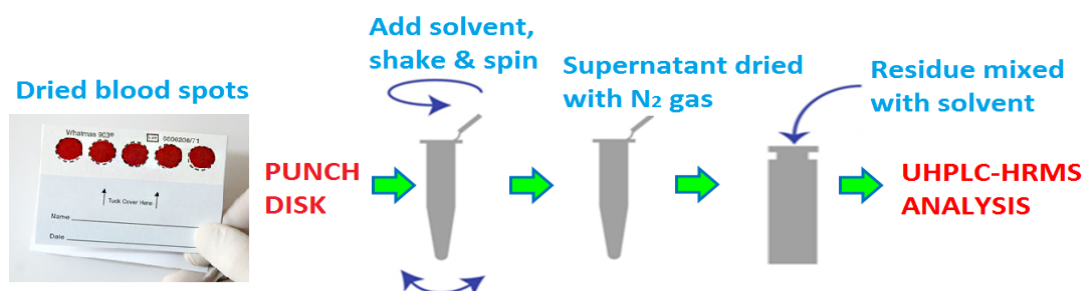 Add solvent,
shake & spin
Supernatant dried
with N₂ gas
Residue mixed
with solvent
Dried blood spots
Whatman 903®
Tuck Cover Here
Name
Date
PUNCH
DISK
UHPLC-HRMS
ANALYSIS